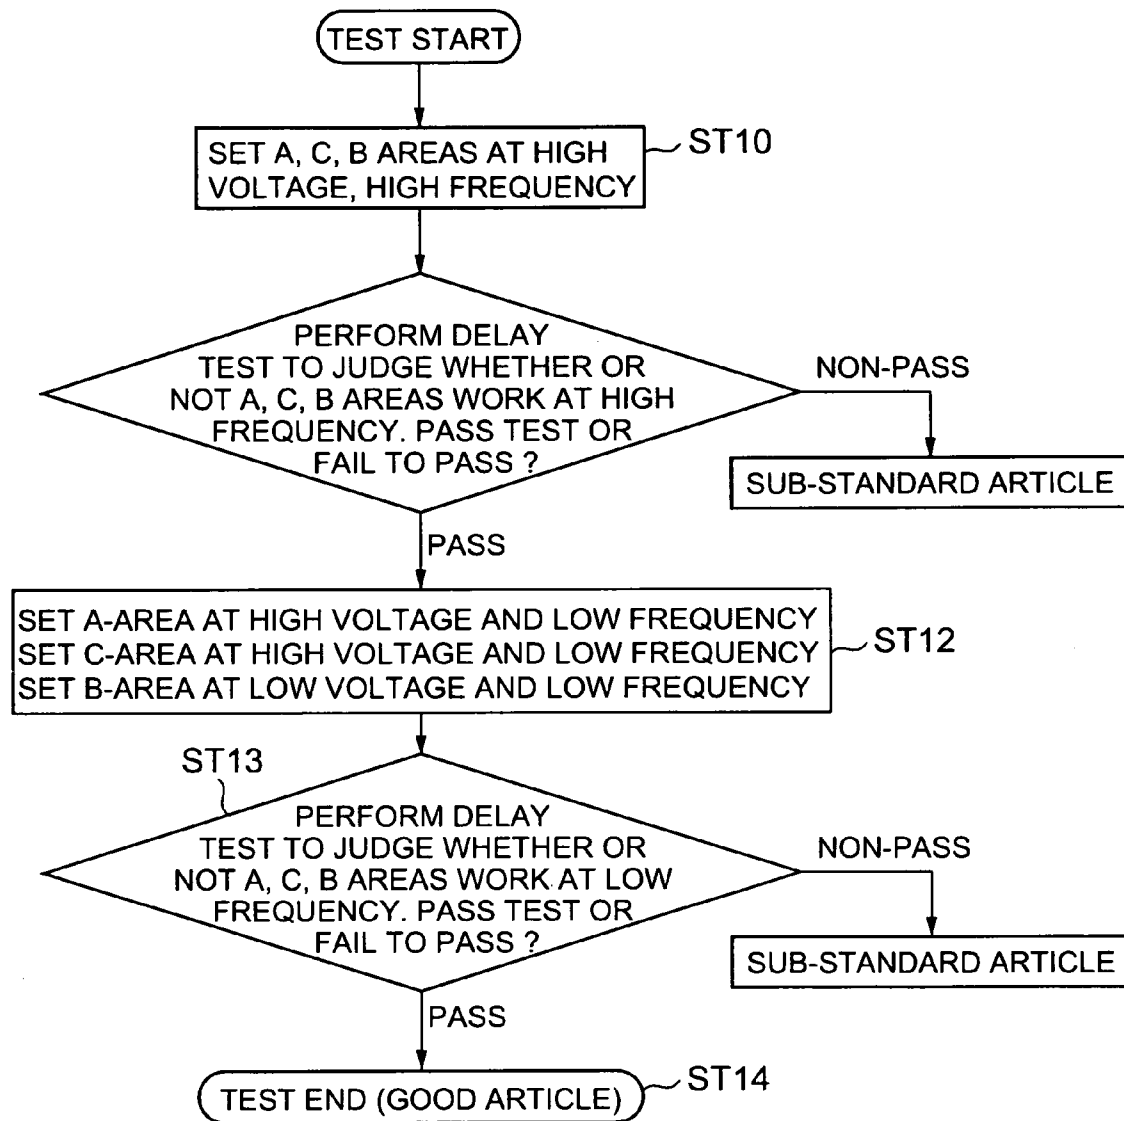 TEST START
SET A, C, B AREAS AT HIGH
VOLTAGE, HIGH FREQUENCY
ST10
PERFORM DELAY
TEST TO JUDGE WHETHER OR
NOT A, C, B AREAS WORK AT HIGH
FREQUENCY. PASS TEST OR
FAIL TO PASS ?
NON-PASS
SUB-STANDARD ARTICLE
PASS
SET A-AREA AT HIGH VOLTAGE AND LOW FREQUENCY
SET C-AREA AT HIGH VOLTAGE AND LOW FREQUENCY
SET B-AREA AT LOW VOLTAGE AND LOW FREQUENCY
ST12
ST13
PERFORM DELAY
TEST TO JUDGE WHETHER OR
NOT A, C, B AREAS WORK AT LOW
FREQUENCY. PASS TEST OR
FAIL TO PASS ?
NON-PASS
SUB-STANDARD ARTICLE
PASS
TEST END (GOOD ARTICLE)
ST14